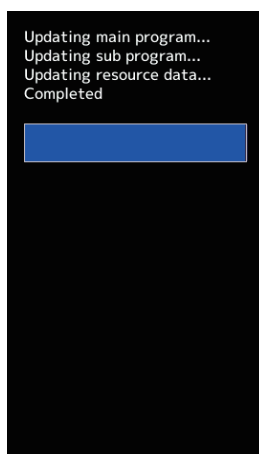 Updating main program...
Updating sub program...
Updating resource data...
Completed